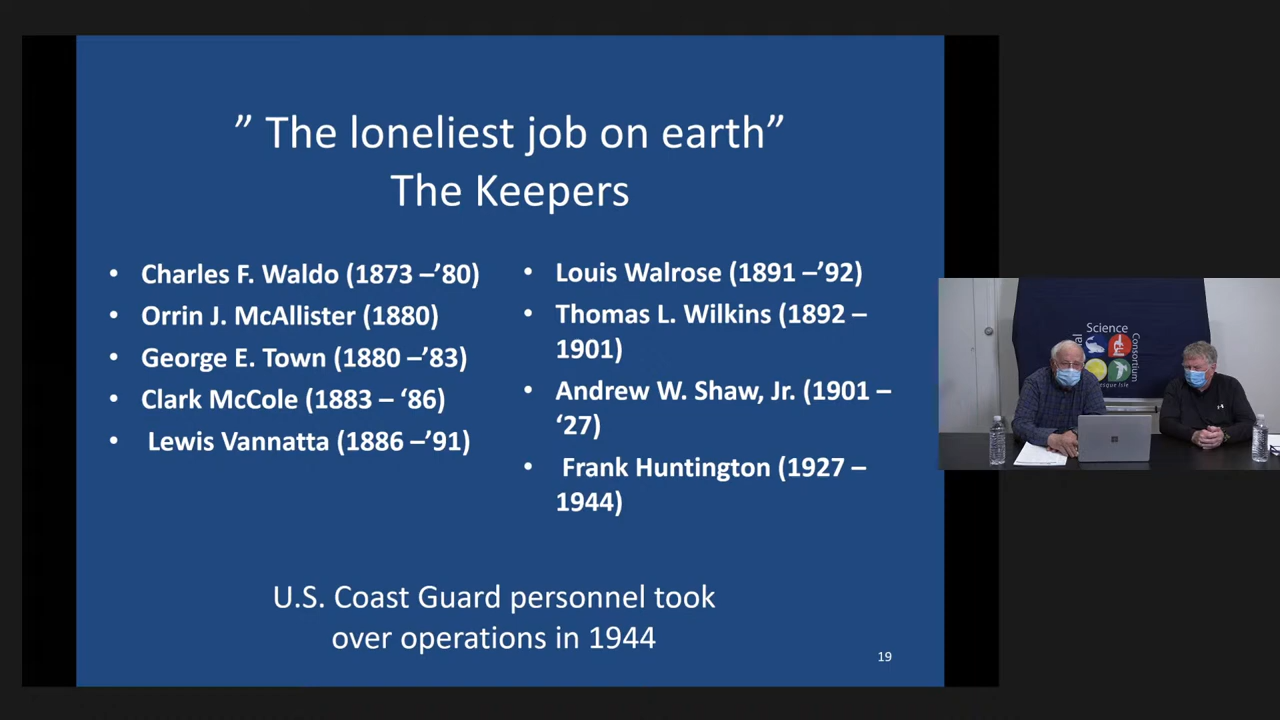 ” The loneliest job on earth”
The Keepers
• Charles F. Waldo (1873 –’80)
• Orrin J. McAllister (1880)
• George E. Town (1880 –’83)
• Clark McCole (1883 – ‘86)
• Lewis Vannatta (1886 –’91)
• Louis Walrose (1891 –’92)
• Thomas L. Wilkins (1892 –
1901)
• Andrew W. Shaw, Jr. (1901 –
‘27)
• Frank Huntington (1927 –
1944)
U.S. Coast Guard personnel took
over operations in 1944
19
Science
Consortium